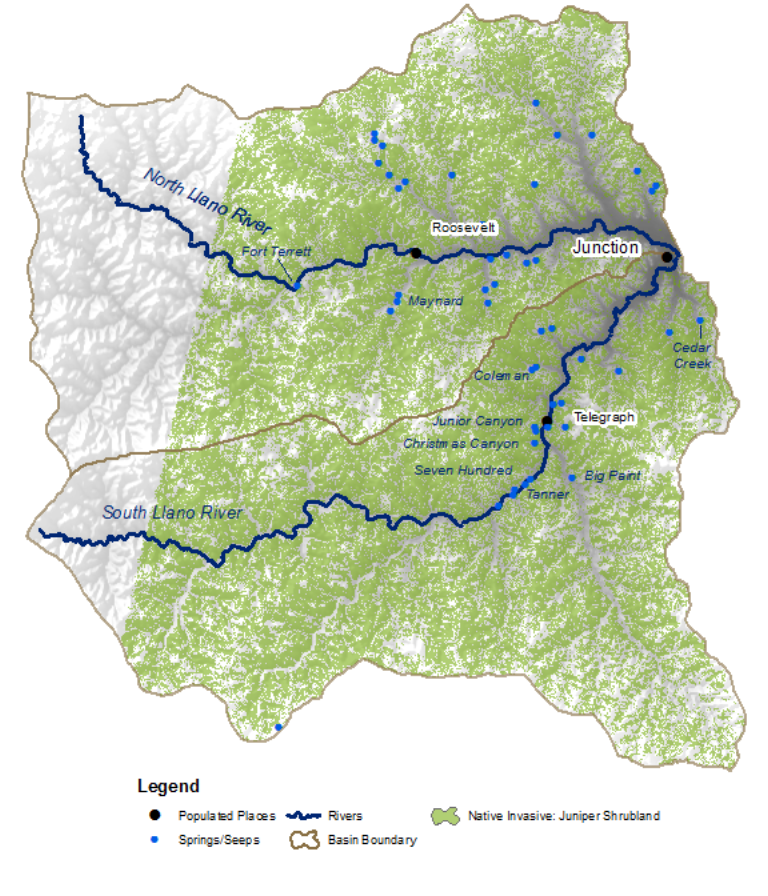 North Llano River
Fort Terrett
Roosevelt
Junction
Maynard
Cedar
Creek
Coleman
Junior Canyon
Telegraph
Christmas Canyon
Seven Hundred
Big Paint
Tanner
South Llano River
Legend
Populated Places
Rivers
Native Invasive: Juniper Shrubland
Springs/Seeps
Basin Boundary